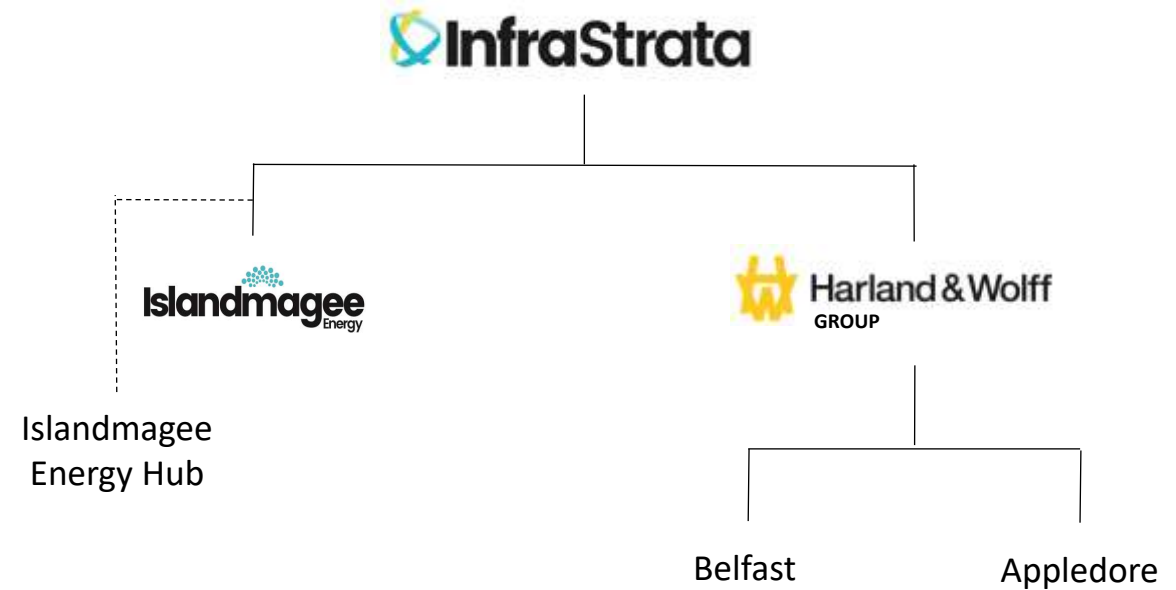 InfraStrata
Islandmagee
Energy
Harland & Wolff
GROUP
Islandmagee
Energy Hub
Belfast
Appledore